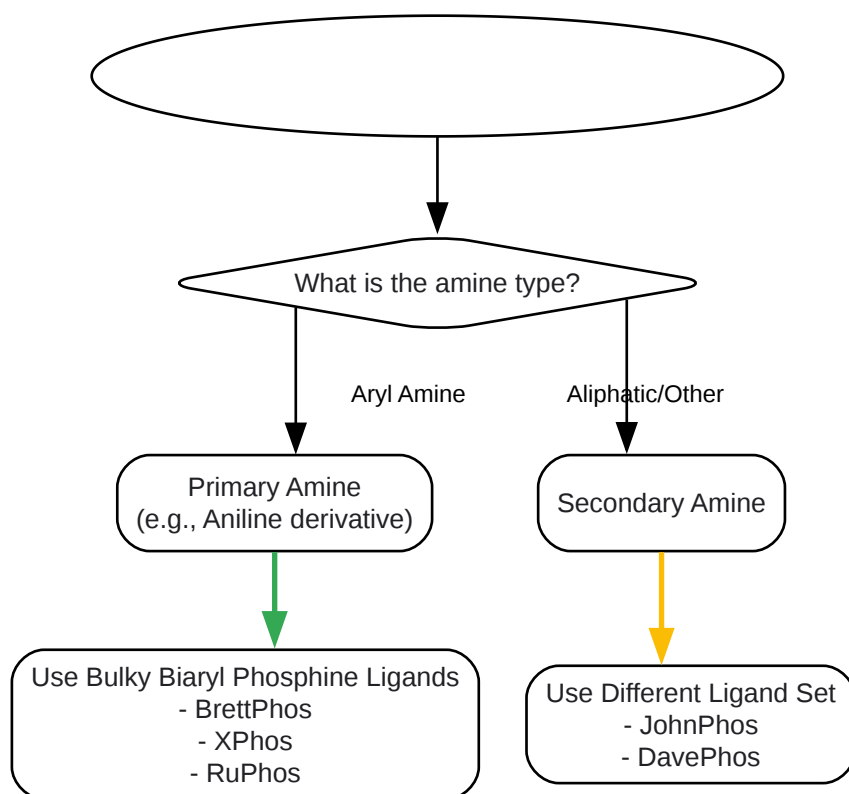 What is the amine type?
Aryl Amine
Aliphatic/Other
Primary Amine
(e.g., Aniline derivative)
Secondary Amine
Use Bulky Biaryl Phosphine Ligands
- BrettPhos
- XPhos
- RuPhos
Use Different Ligand Set
- JohnPhos
- DavePhos